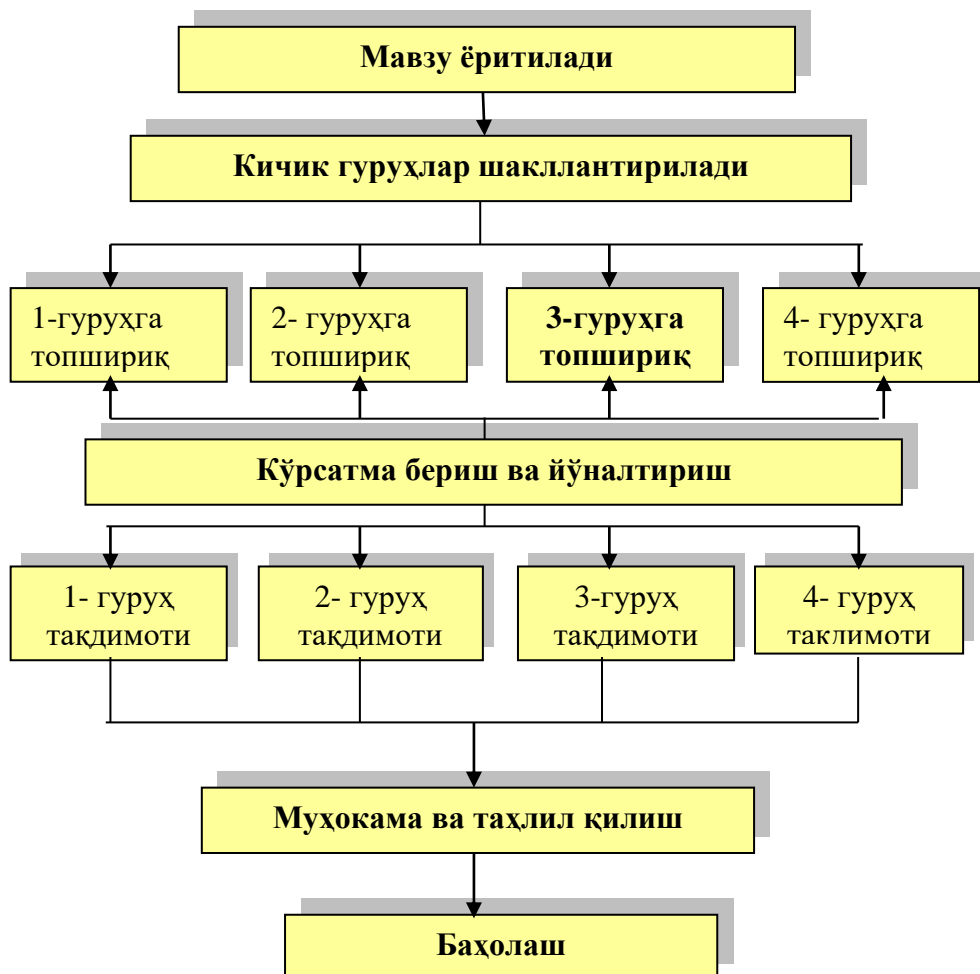 Мавзу ёритилади
Кичик гуруҳлар шакллантирилади
1-гуруҳга
топшириқ
2- гуруҳга
топшириқ
3-гуруҳга
топшириқ
4- гуруҳга
топшириқ
Кўрсатма бериш ва йўналтириш
1- гуруҳ
тақдимоти
2- гуруҳ
тақдимоти
3-гуруҳ
тақдимоти
4- гуруҳ
тақдимоти
Муҳокама ва таҳлил қилиш
Баҳолаш